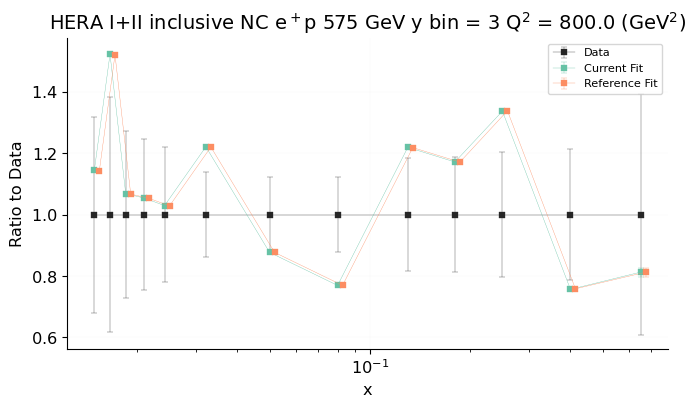 HERA I+II inclusive NC e⁺p 575 GeV y bin = 3 Q² = 800.0 (GeV²)
Data
Current Fit
Reference Fit
Ratio to Data
1.4
1.2
1.0
0.8
0.6
10⁻¹
x